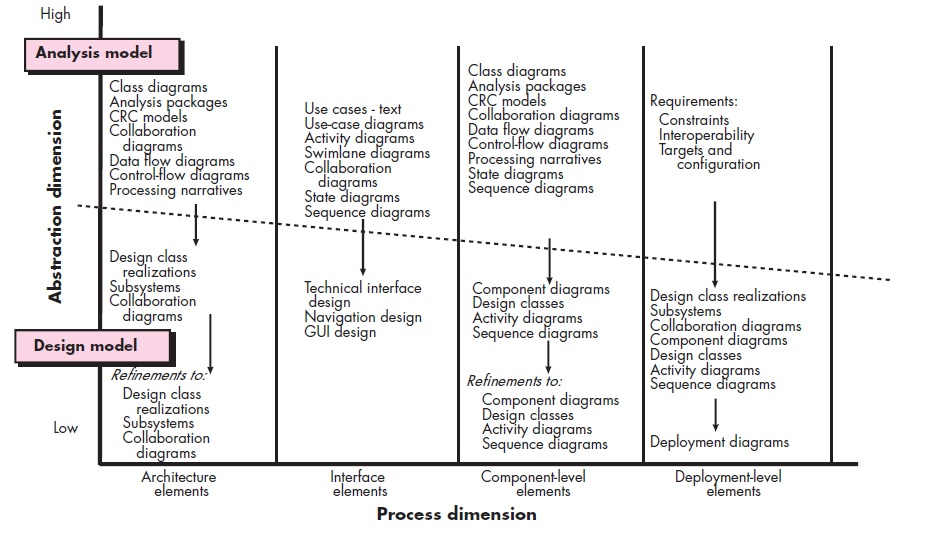 High
Analysis model
Abstraction dimension
Class diagrams
Analysis packages
CRC models
Collaboration
diagrams
Data flow diagrams
Control-flow diagrams
Processing narratives
Design class
realizations
Subsystems
Collaboration
diagrams
Design model
Refinements to:
Design class
realizations
Subsystems
Collaboration
diagrams
Low
Use cases - text
Use-case diagrams
Activity diagrams
Swimlane diagrams
Collaboration
diagrams
State diagrams
Sequence diagrams
Technical interface
design
Navigation design
GUI design
Class diagrams
Analysis packages
CRC models
Collaboration diagrams
Data flow diagrams
Control-flow diagrams
Processing narratives
State diagrams
Sequence diagrams
Component diagrams
Design classes
Activity diagrams
Sequence diagrams
Refinements to:
Component diagrams
Design classes
Activity diagrams
Sequence diagrams
Requirements:
Constraints
Interoperability
Targets and
configuration
Design class realizations
Subsystems
Collaboration diagrams
Component diagrams
Design classes
Activity diagrams
Sequence diagrams
Deployment diagrams
Architecture
elements
Interface
elements
Component-level
elements
Deployment-level
elements
Process dimension